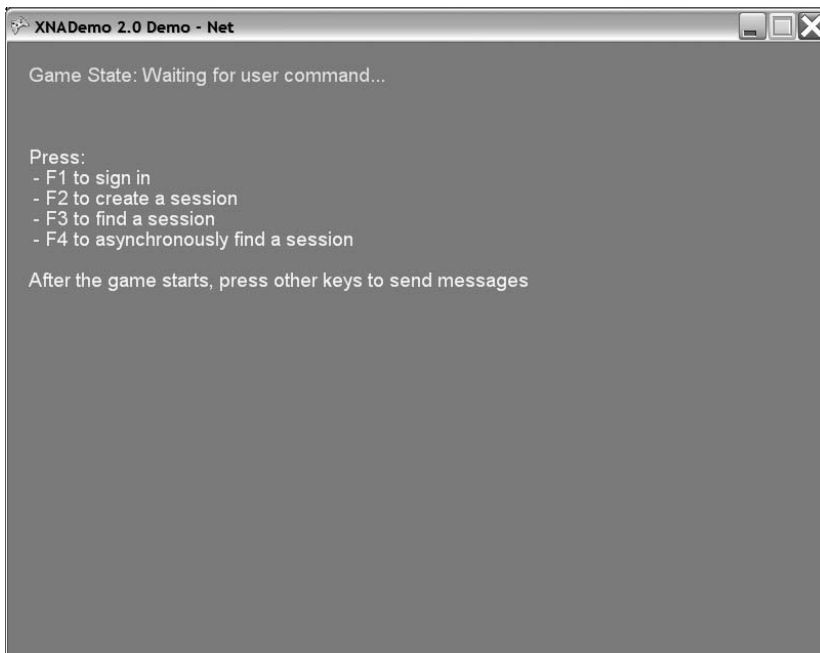 XNADemo 2.0 Demo - Net
Game State: Waiting for user command...
Press:
- F1 to sign in
- F2 to create a session
- F3 to find a session
- F4 to asynchronously find a session
After the game starts, press other keys to send messages